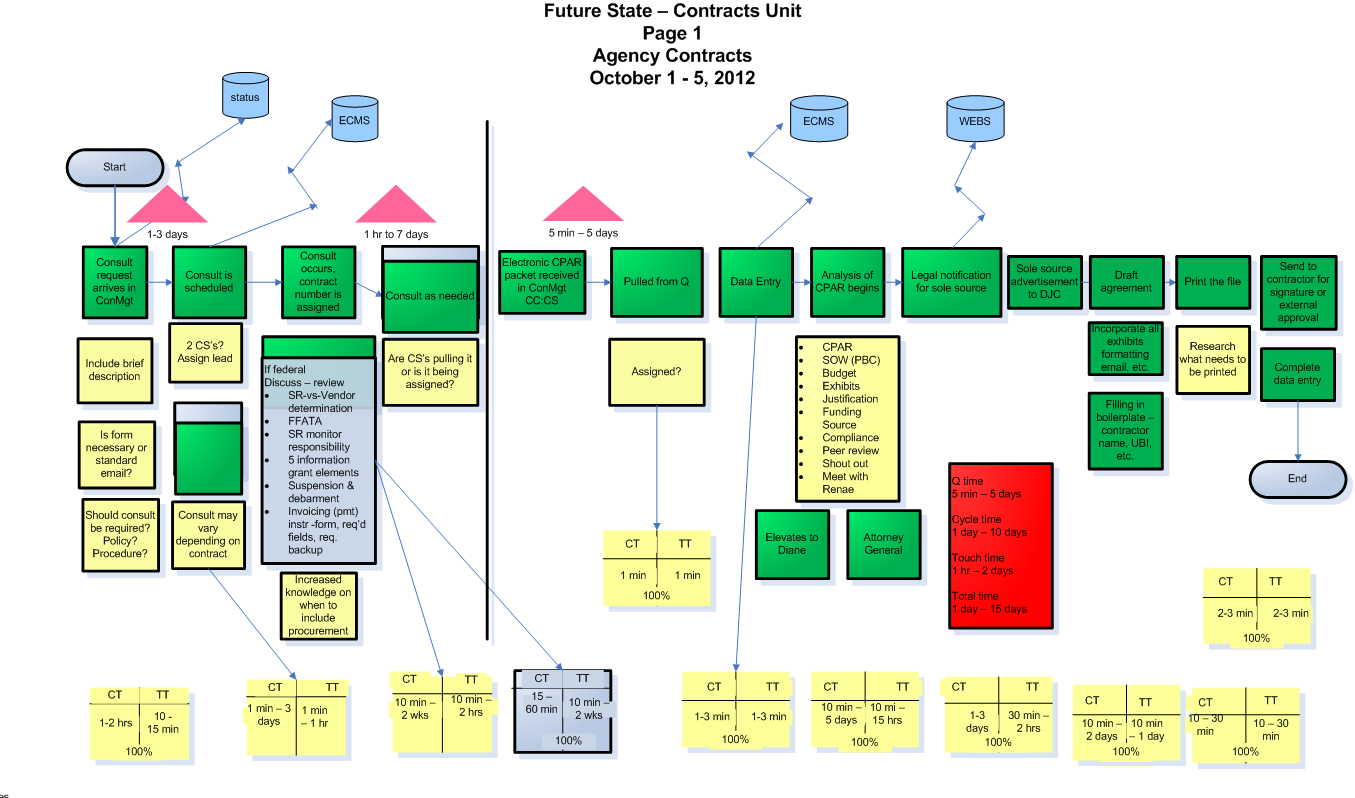 Future State – Contracts Unit
Page 1
Agency Contracts
October 1 - 5, 2012
status
ECMS
ECMS
WEBS
Start
1-3 days
1 hr to 7 days
5 min – 5 days
Consult
request
arrives in
ConMgt
Consult is
scheduled
Consult
occurs,
contract
number is
assigned
Consult as needed
Electronic CPAR
packet received
in ConMgt
CC:CS
Pulled from Q
Data Entry
Analysis of
CPAR begins
Legal notification
for sole source
Sole source
advertisement
to DJC
Draft
agreement
Print the file
Send to
contractor for
signature or
external
approval
Include brief
description
2 CS’s?
Assign lead
If federal
Discuss – review
• SR-vs-Vendor
determination
• FFATA
• SR monitor
responsibility
• 5 information
grant elements
• Suspension &
debarment
• Invoicing (pmt)
instr -form, req’d
fields, req.
backup
Are CS’s pulling it
or is it being
assigned?
Assigned?
• CPAR
• SOW (PBC)
• Budget
• Exhibits
• Justification
• Funding
Source
• Compliance
• Peer review
• Shout out
• Meet with
Renae
Incorporate all
exhibits
formatting
email, etc.
Research
what needs to
be printed
Complete
data entry
Is form
necessary or
standard
email?
Filling in
boilerplate –
contractor
name, UBI,
etc.
End
Should consult
be required?
Policy?
Procedure?
Consult may
vary
depending on
contract
Increased
knowledge on
when to
include
procurement
Elevates to
Diane
Attorney
General
Q time
5 min – 5 days
Cycle time
1 day – 10 days
Touch time
1 hr – 2 days
Total time
1 day – 15 days
CT TT
1 min 1 min
100%
CT TT
2-3 min 2-3 min
100%
CT TT
1-2 hrs 10 -
15 min
100%
CT TT
1 min – 3
days
1 min
– 1 hr
CT TT
10 min –
2 wks
10 min –
2 hrs
CT TT
15 –
60 min
10 min –
2 wks
100%
CT TT
1-3 min 1-3 min
100%
CT TT
10 min –
5 days
10 mi –
15 hrs
100%
CT TT
1-3
days
30 min –
2 hrs
100%
CT TT
10 min –
2 days
10 min
– 1 day
100%
CT TT
10 – 30
min
10 – 30
min
100%